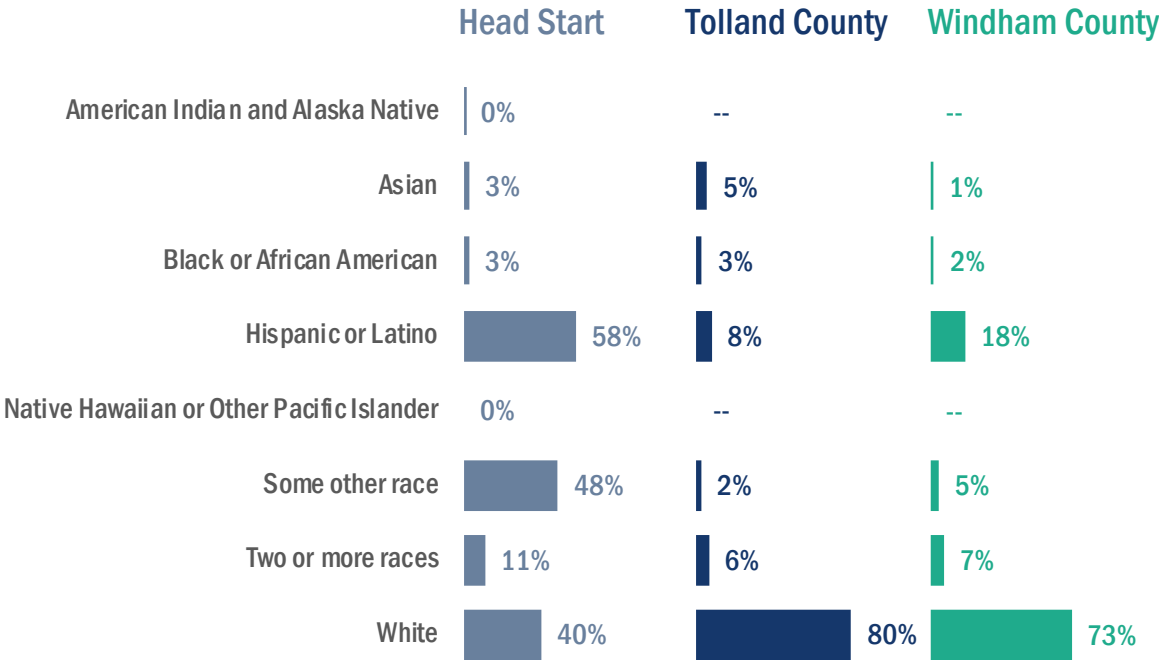 Head Start Tolland County Windham County
American Indian and Alaska Native 0% -- --
Asian 3% 5% 1%
Black or African American 3% 3% 2%
Hispanic or Latino 58% 8% 18%
Native Hawaiian or Other Pacific Islander 0% -- --
Some other race 48% 2% 5%
Two or more races 11% 6% 7%
White 40% 80% 73%